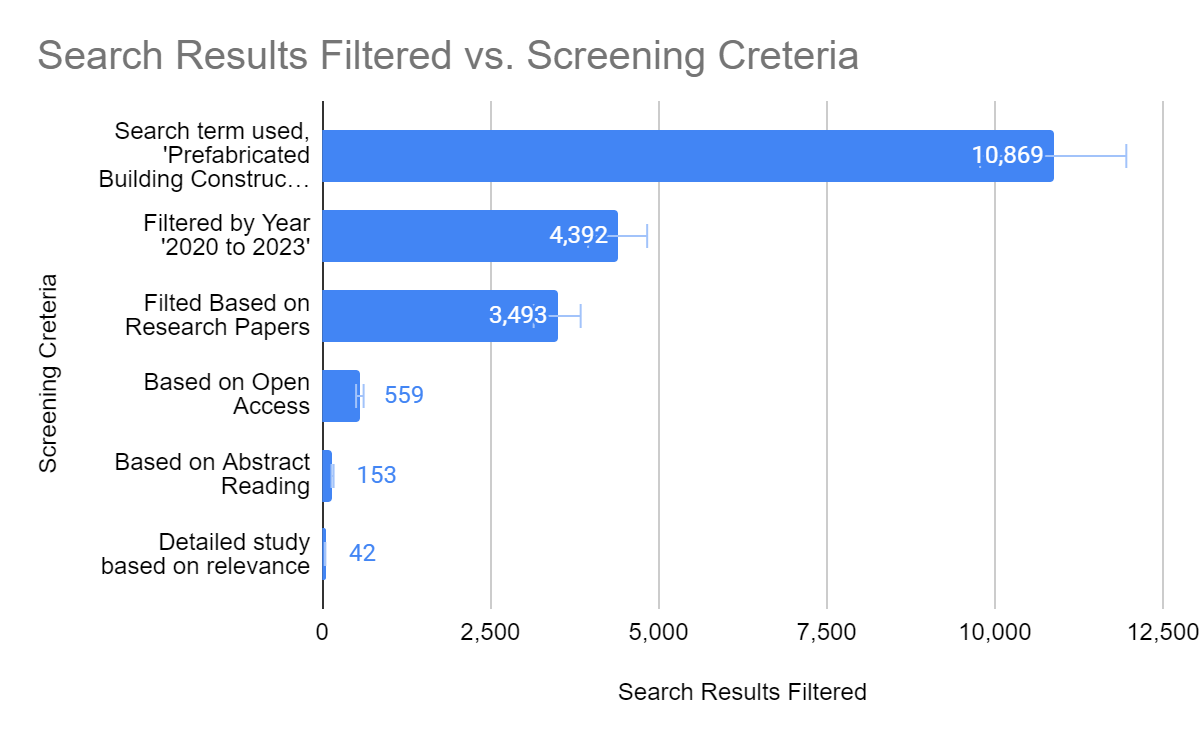 Search Results Filtered vs. Screening Creteria
Screening Creteria
Search term used,
'Prefabricated
Building Construc…
10,869
Filtered by Year
'2020 to 2023'
4,392
Filted Based on
Research Papers
3,493
Based on Open
Access
559
Based on Abstract
Reading
153
Detailed study
based on relevance
42
0 2,500 5,000 7,500 10,000 12,500
Search Results Filtered